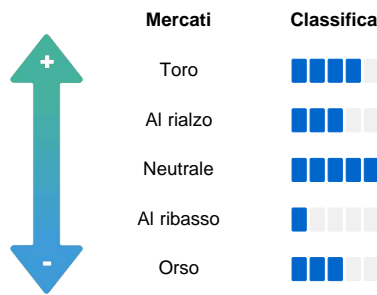 Mercati Classifica
+
Toro
Al rialzo
Neutrale
Al ribasso
-
Orso